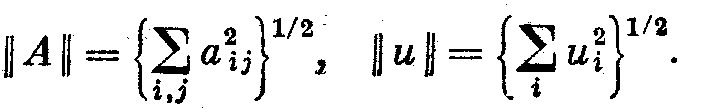 ‖A‖ = {∑_{i,j} a²_{ij}}^{1/2}, ‖u‖ = {∑_i u²_i}^{1/2}.